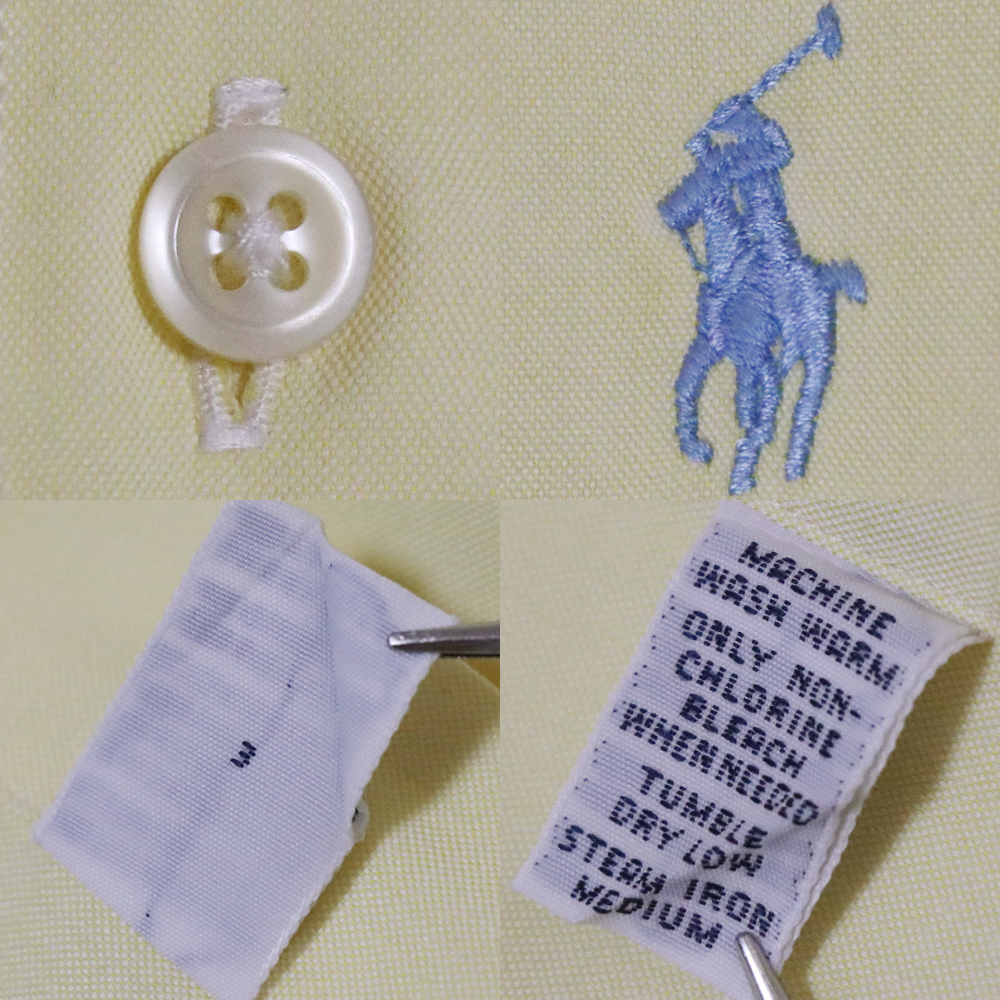 3
MACHINE
WASH WARM
ONLY NON-
CHLORINE
BLEACH
WHEN NEEDED
TUMBLE
DRY LOW
STEAM IRON
MEDIUM